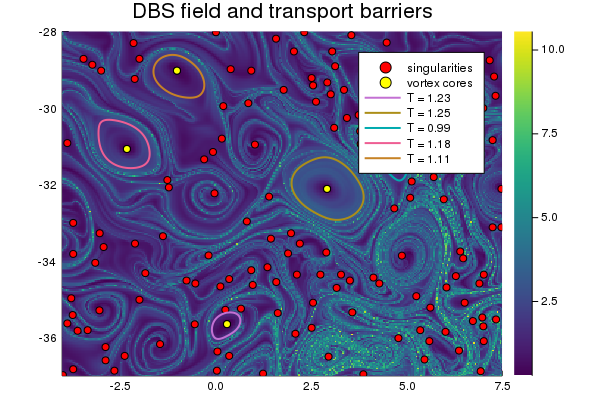 DBS field and transport barriers
-28
-30
-32
-34
-36
-2.5
0.0
2.5
5.0
7.5
singularities
vortex cores
T = 1.23
T = 1.25
T = 0.99
T = 1.18
T = 1.11
10.0
7.5
5.0
2.5